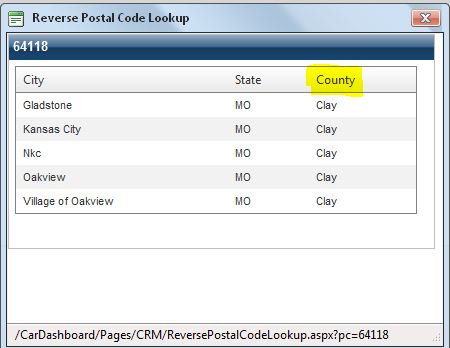 Reverse Postal Code Lookup
64118
City State County
Gladstone MO Clay
Kansas City MO Clay
Nkc MO Clay
Oakview MO Clay
Village of Oakview MO Clay
/CarDashboard/Pages/CRM/ReversePostalCodeLookup.aspx?pc=64118